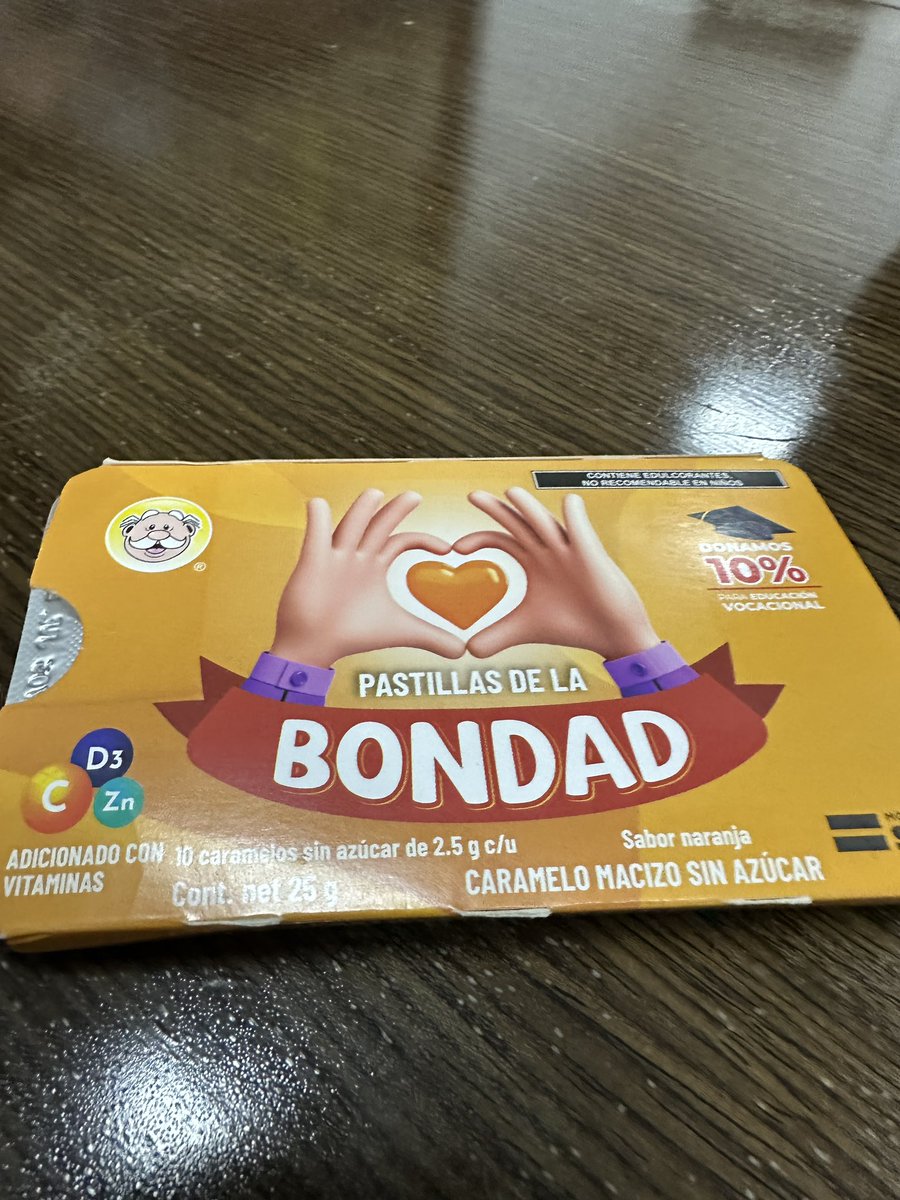 CONTIENE EDULCORANTES,
NO RECOMENDABLE EN NIÑOS
®
DONAMOS
10%
PARA EDUCACIÓN
VOCACIONAL
PASTILLAS DE LA
BONDAD
D3
C
Zn
ADICIONADO CON
VITAMINAS
10 caramelos sin azúcar de 2.5 g c/u
Cont. net 25 g
Sabor naranja
CARAMELO MACIZO SIN AZÚCAR